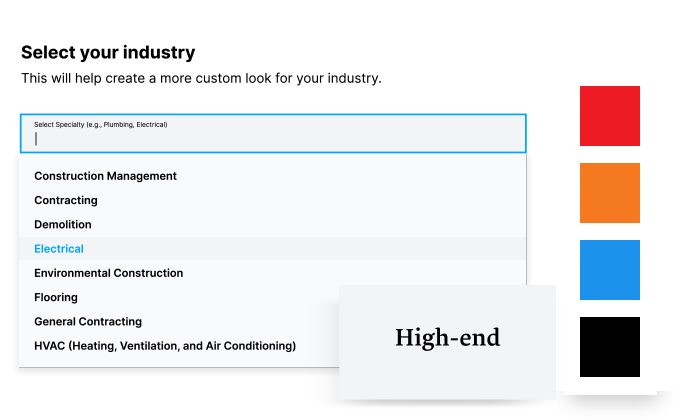 Select your industry
This will help create a more custom look for your industry.
Select Specialty (e.g., Plumbing, Electrical)
Construction Management
Contracting
Demolition
Electrical
Environmental Construction
Flooring
General Contracting
HVAC (Heating, Ventilation, and Air Conditioning)
High-end